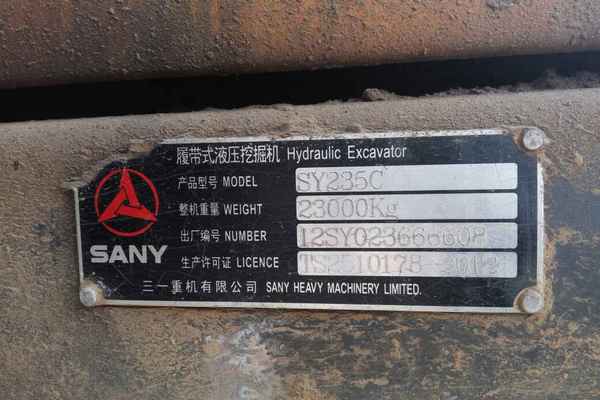 履带式液压挖掘机 Hydraulic Excavator
产品型号 MODEL SY235C
整机重量 WEIGHT 23000Kg
出厂编号 NUMBER
生产许可证 LICENCE
SANY
三一重机有限公司 SANY HEAVY MACHINERY LIMITED.